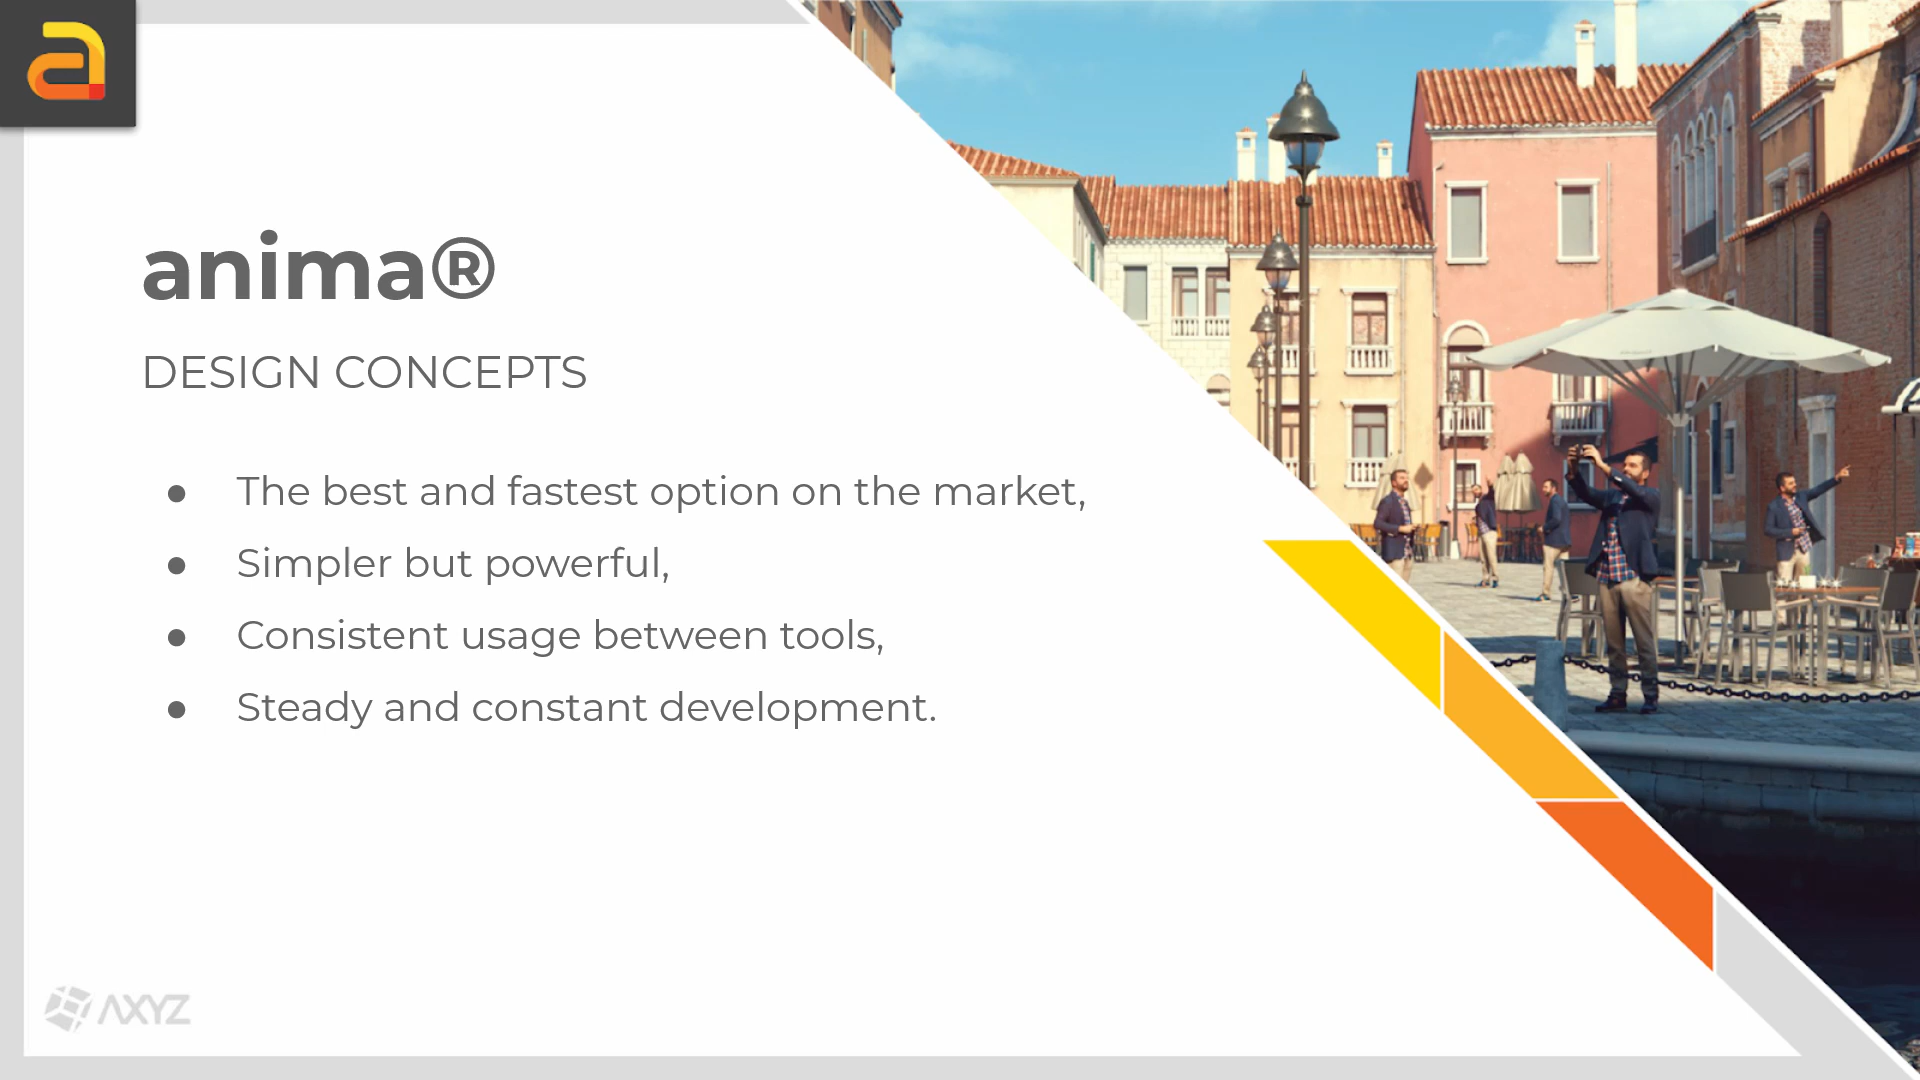 anima®
DESIGN CONCEPTS
● The best and fastest option on the market,
● Simpler but powerful,
● Consistent usage between tools,
● Steady and constant development.
AXYZ